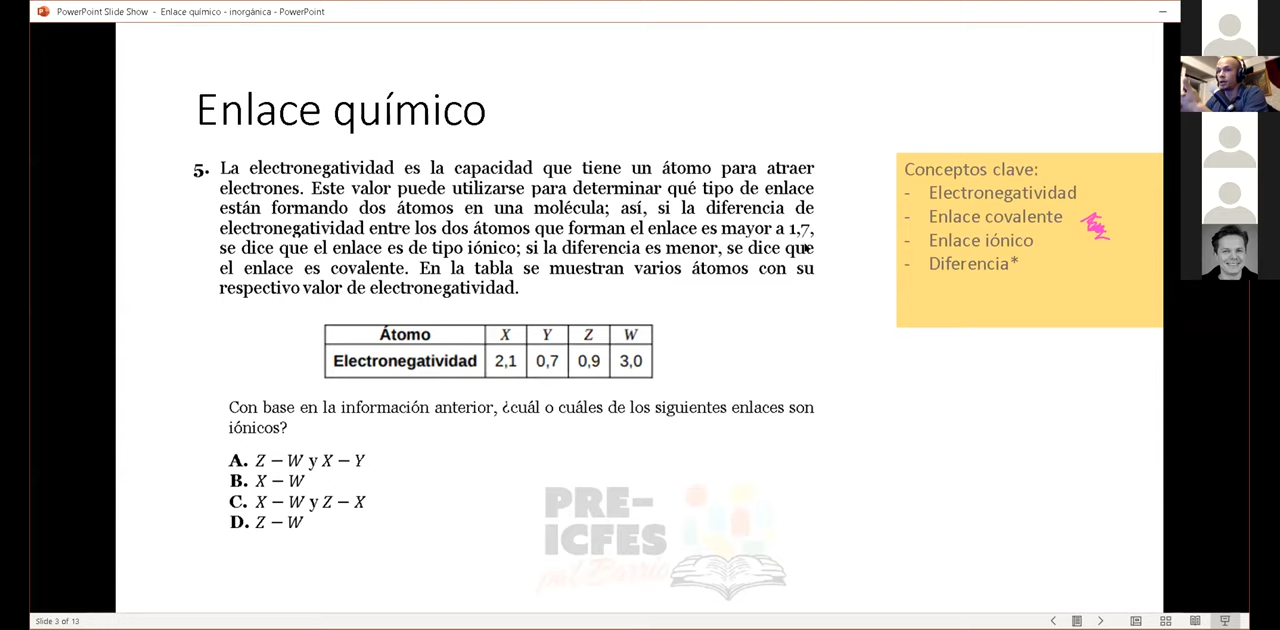 PowerPoint Slide Show - Enlace químico - inorgánica - PowerPoint
Enlace químico
5. La electronegatividad es la capacidad que tiene un átomo para atraer
electrones. Este valor puede utilizarse para determinar qué tipo de enlace
están formando dos átomos en una molécula; así, si la diferencia de
electronegatividad entre los dos átomos que forman el enlace es mayor a 1,7,
se dice que el enlace es de tipo iónico; si la diferencia es menor, se dice que
el enlace es covalente. En la tabla se muestran varios átomos con su
respectivo valor de electronegatividad.
Átomo X Y Z W
Electronegatividad 2,1 0,7 0,9 3,0
Con base en la información anterior, ¿cuál o cuáles de los siguientes enlaces son
iónicos?
A. Z – W y X – Y
B. X – W
C. X – W y Z – X
D. Z – W
Conceptos clave:
- Electronegatividad
- Enlace covalente
- Enlace iónico
- Diferencia*
PRE-
ICFES
pal Barrio
Slide 3 of 13